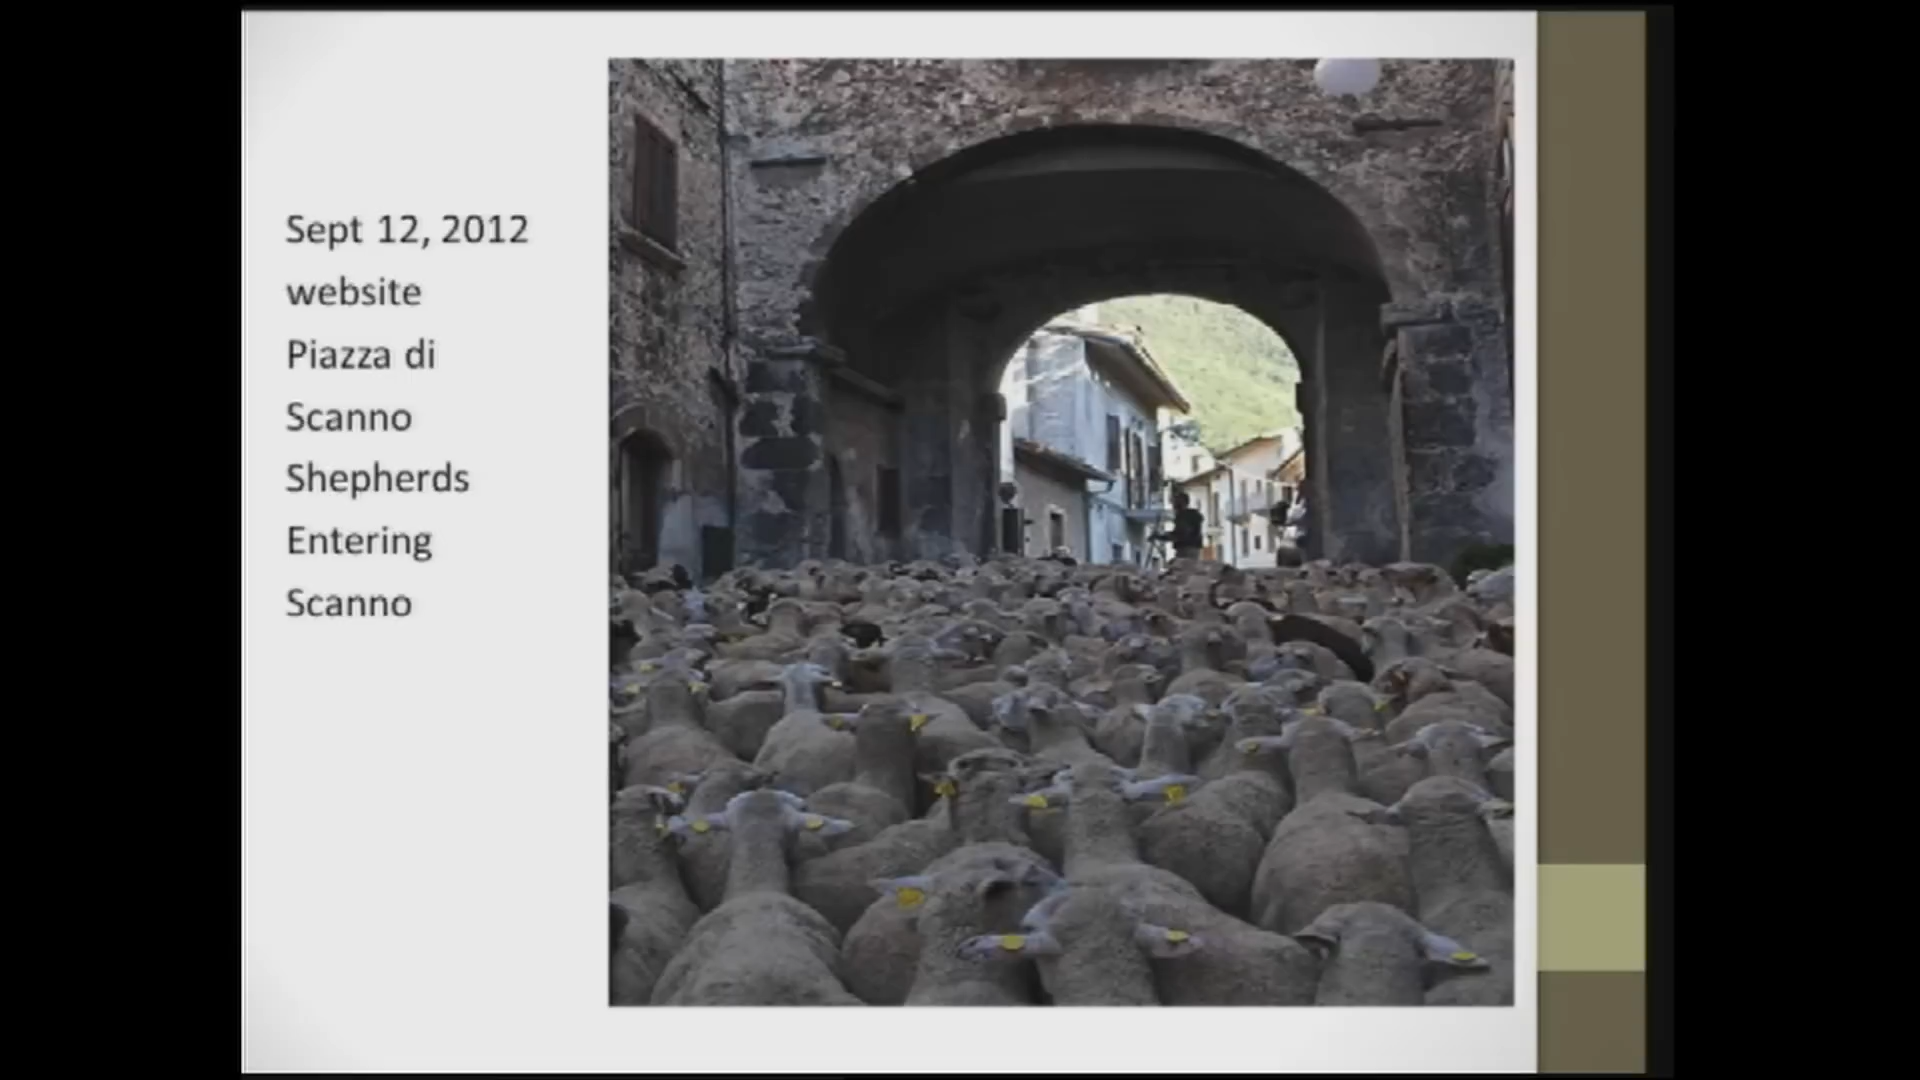 Sept 12, 2012
website
Piazza di
Scanno
Shepherds
Entering
Scanno